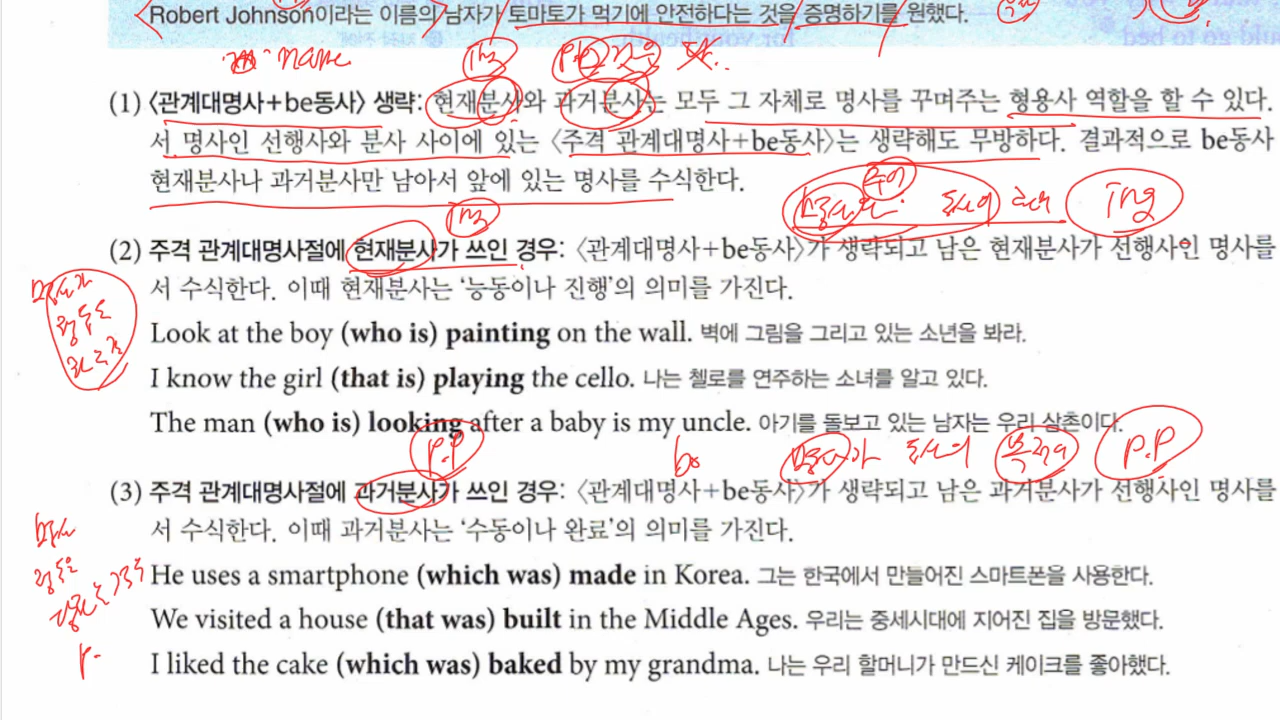 Robert Johnson이라는 이름의 남자가 토마토가 먹기에 안전하다는 것을 증명하기를 원했다.
name ing p.p
(1) 〈관계대명사+be동사〉 생략: 현재분사와 과거분사는 모두 그 자체로 명사를 꾸며주는 형용사 역할을 할 수 있다.
서 명사인 선행사와 분사 사이에 있는 〈주격 관계대명사+be동사〉는 생략해도 무방하다. 결과적으로 be동사
현재분사나 과거분사만 남아서 앞에 있는 명사를 수식한다.
주어
ing
ing
(2) 주격 관계대명사절에 현재분사가 쓰인 경우: 〈관계대명사+be동사〉가 생략되고 남은 현재분사가 선행사인 명사를
서 수식한다. 이때 현재분사는 ‘능동이나 진행’의 의미를 가진다.
Look at the boy (who is) painting on the wall. 벽에 그림을 그리고 있는 소년을 봐라.
I know the girl (that is) playing the cello. 나는 첼로를 연주하는 소녀를 알고 있다.
The man (who is) looking after a baby is my uncle. 아기를 돌보고 있는 남자는 우리 삼촌이다.
p.p 명사가 동사의 목적어 p.p
(3) 주격 관계대명사절에 과거분사가 쓰인 경우: 〈관계대명사+be동사〉가 생략되고 남은 과거분사가 선행사인 명사를
서 수식한다. 이때 과거분사는 ‘수동이나 완료’의 의미를 가진다.
명사
He uses a smartphone (which was) made in Korea. 그는 한국에서 만들어진 스마트폰을 사용한다.
We visited a house (that was) built in the Middle Ages. 우리는 중세시대에 지어진 집을 방문했다.
I liked the cake (which was) baked by my grandma. 나는 우리 할머니가 만드신 케이크를 좋아했다.